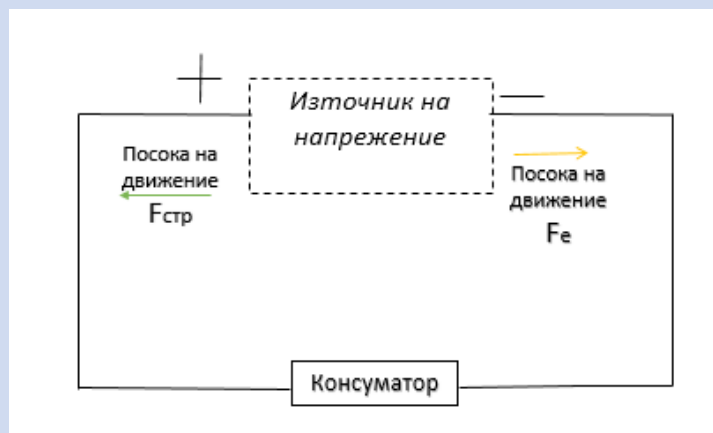 +
Източник на
напрежение
—
Посока на
движение
Fстр
Посока на
движение
Fe
Консуматор